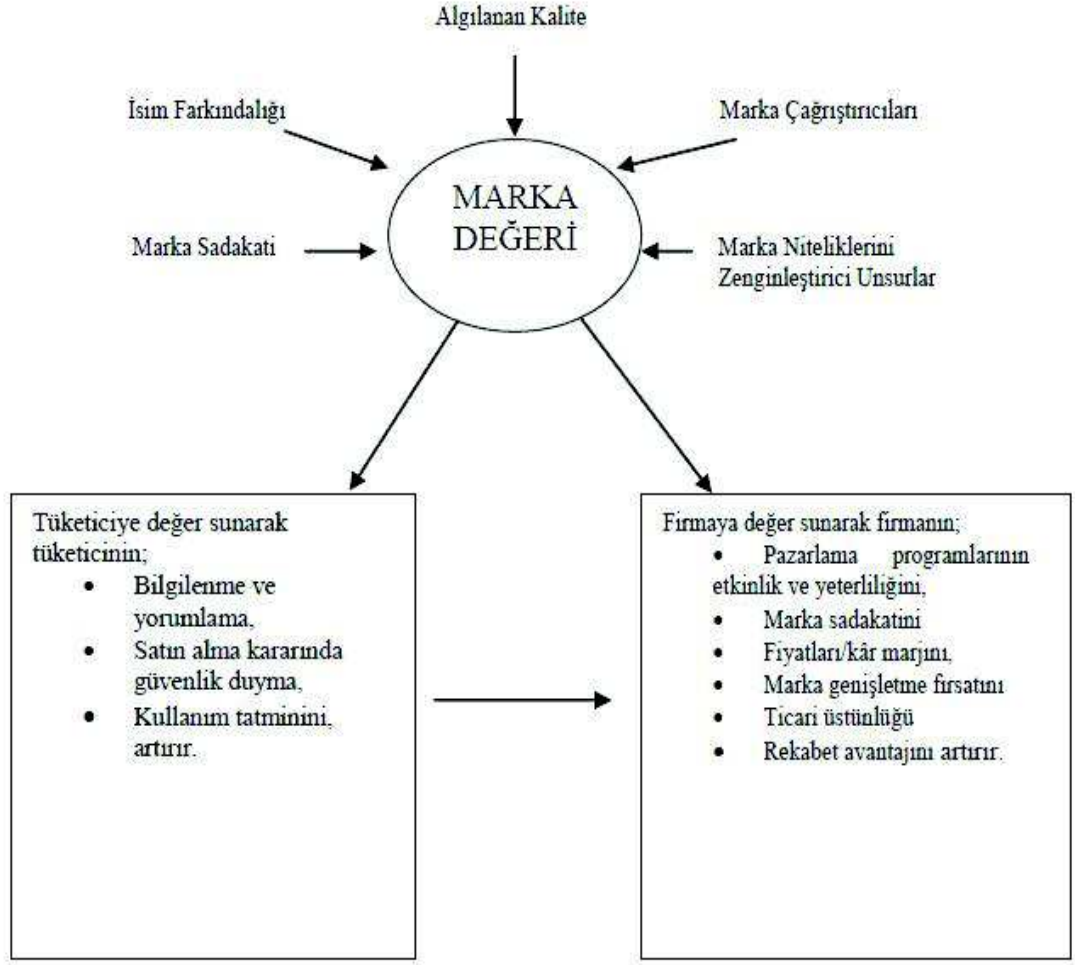 Algılanan Kalite
İsim Farkındalığı
Marka Çağrıştırıcıları
MARKA
DEĞERİ
Marka Sadakati
Marka Niteliklerini
Zenginleştirici Unsurlar
Tüketiciye değer sunarak
tüketicinin;
• Bilgilenme ve
yorumlama,
• Satın alma kararında
güvenlik duyma,
• Kullanım tatminini,
artırır.
Firmaya değer sunarak firmanın;
• Pazarlama programlarının
etkinlik ve yeterliliğini,
• Marka sadakatini
• Fiyatları/kâr marjını,
• Marka genişletme fırsatını
• Ticari üstünlüğü
• Rekabet avantajını artırır.